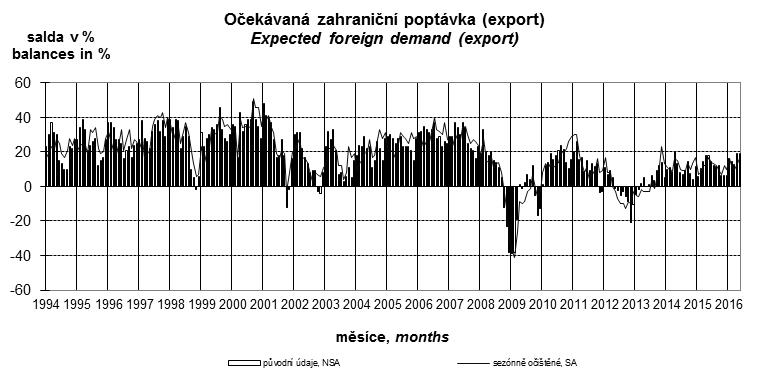 Očekávaná zahraniční poptávka (export)
Expected foreign demand (export)
salda v %
balances in %
60
40
20
0
-20
-40
-60
1994 1995 1996 1997 1998 1999 2000 2001 2002 2003 2004 2005 2006 2007 2008 2009 2010 2011 2012 2013 2014 2015 2016
měsíce, months
původní údaje, NSA
sezónně očištěné, SA